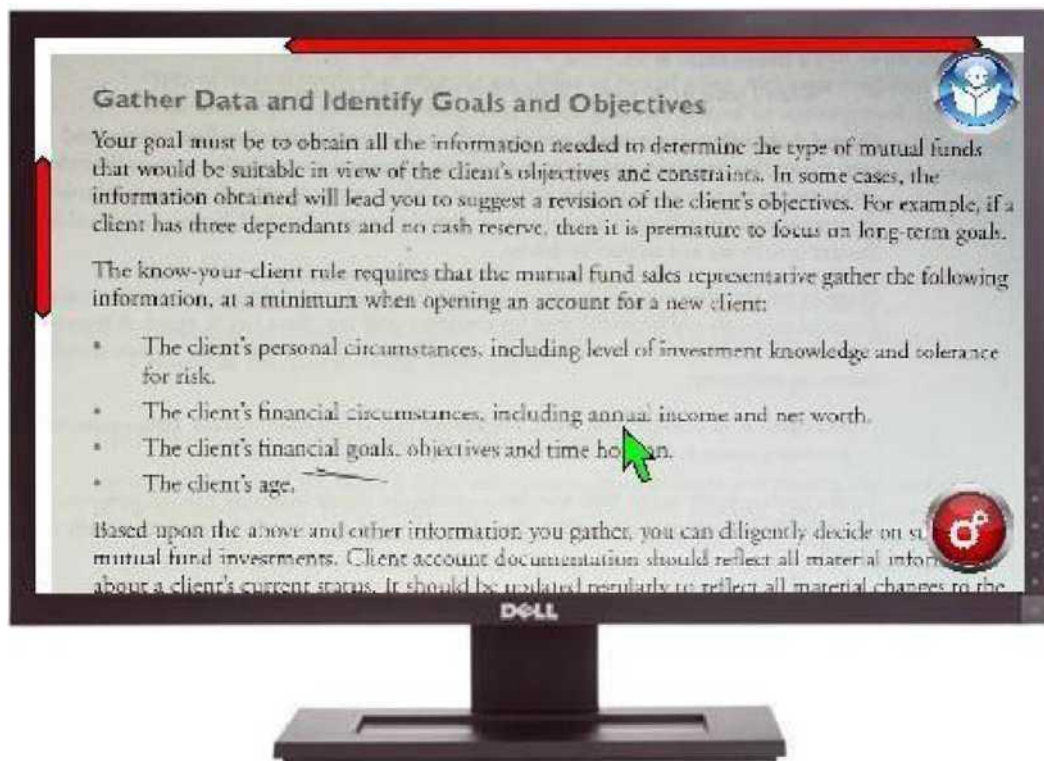 Gather Data and Identify Goals and Objectives
Your goal must be to obtain all the information needed to determine the type of mutual funds
that would be suitable in view of the client's objectives and constraints. In some cases, the
information obtained will lead you to suggest a revision of the client's objectives. For example, if a
client has three dependants and no cash reserve, then it is premature to focus on long-term goals.
The know-your-client rule requires that the mutual fund sales representative gather the following
information, at a minimum when opening an account for a new client:
• The client's personal circumstances, including level of investment knowledge and tolerance
for risk.
• The client's financial circumstances, including annual income and net worth.
• The client's financial goals, objectives and time
• The client's age.
Based upon the above and other information you gather, you can diligently decide on
mutual fund investments. Client account documentation should reflect all material
about a client's current status. It should be updated regularly to reflect all material changes to the
DELL